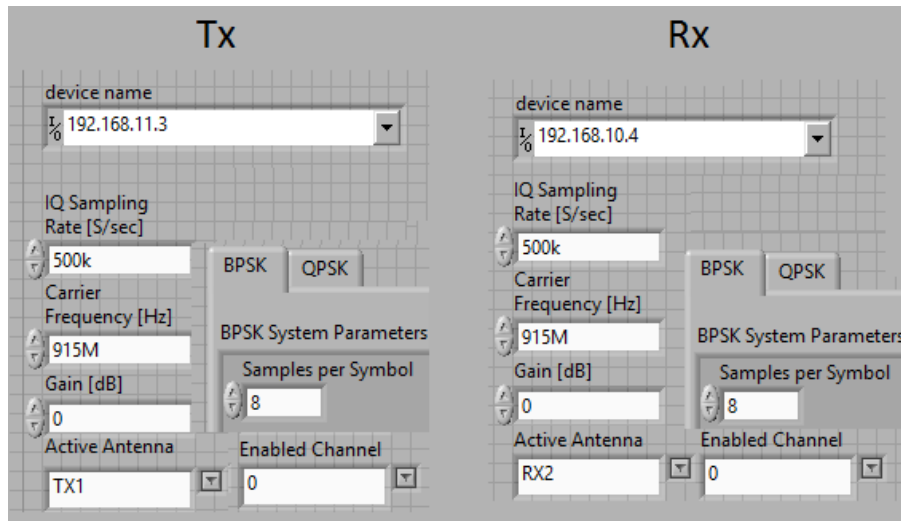 Tx
device name
I/O 192.168.11.3
IQ Sampling
Rate [S/sec]
500k
Carrier
Frequency [Hz]
915M
Gain [dB]
0
Active Antenna
TX1
BPSK QPSK
BPSK System Parameters
Samples per Symbol
8
Enabled Channel
0
Rx
device name
I/O 192.168.10.4
IQ Sampling
Rate [S/sec]
500k
Carrier
Frequency [Hz]
915M
Gain [dB]
0
Active Antenna
RX2
BPSK QPSK
BPSK System Parameters
Samples per Symbol
8
Enabled Channel
0